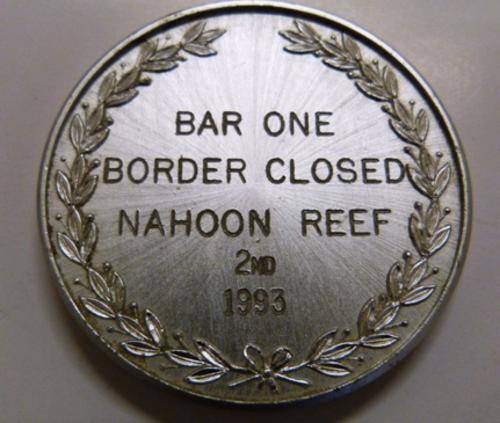 BAR ONE
BORDER CLOSED
NAHOON REEF
2ND
1993